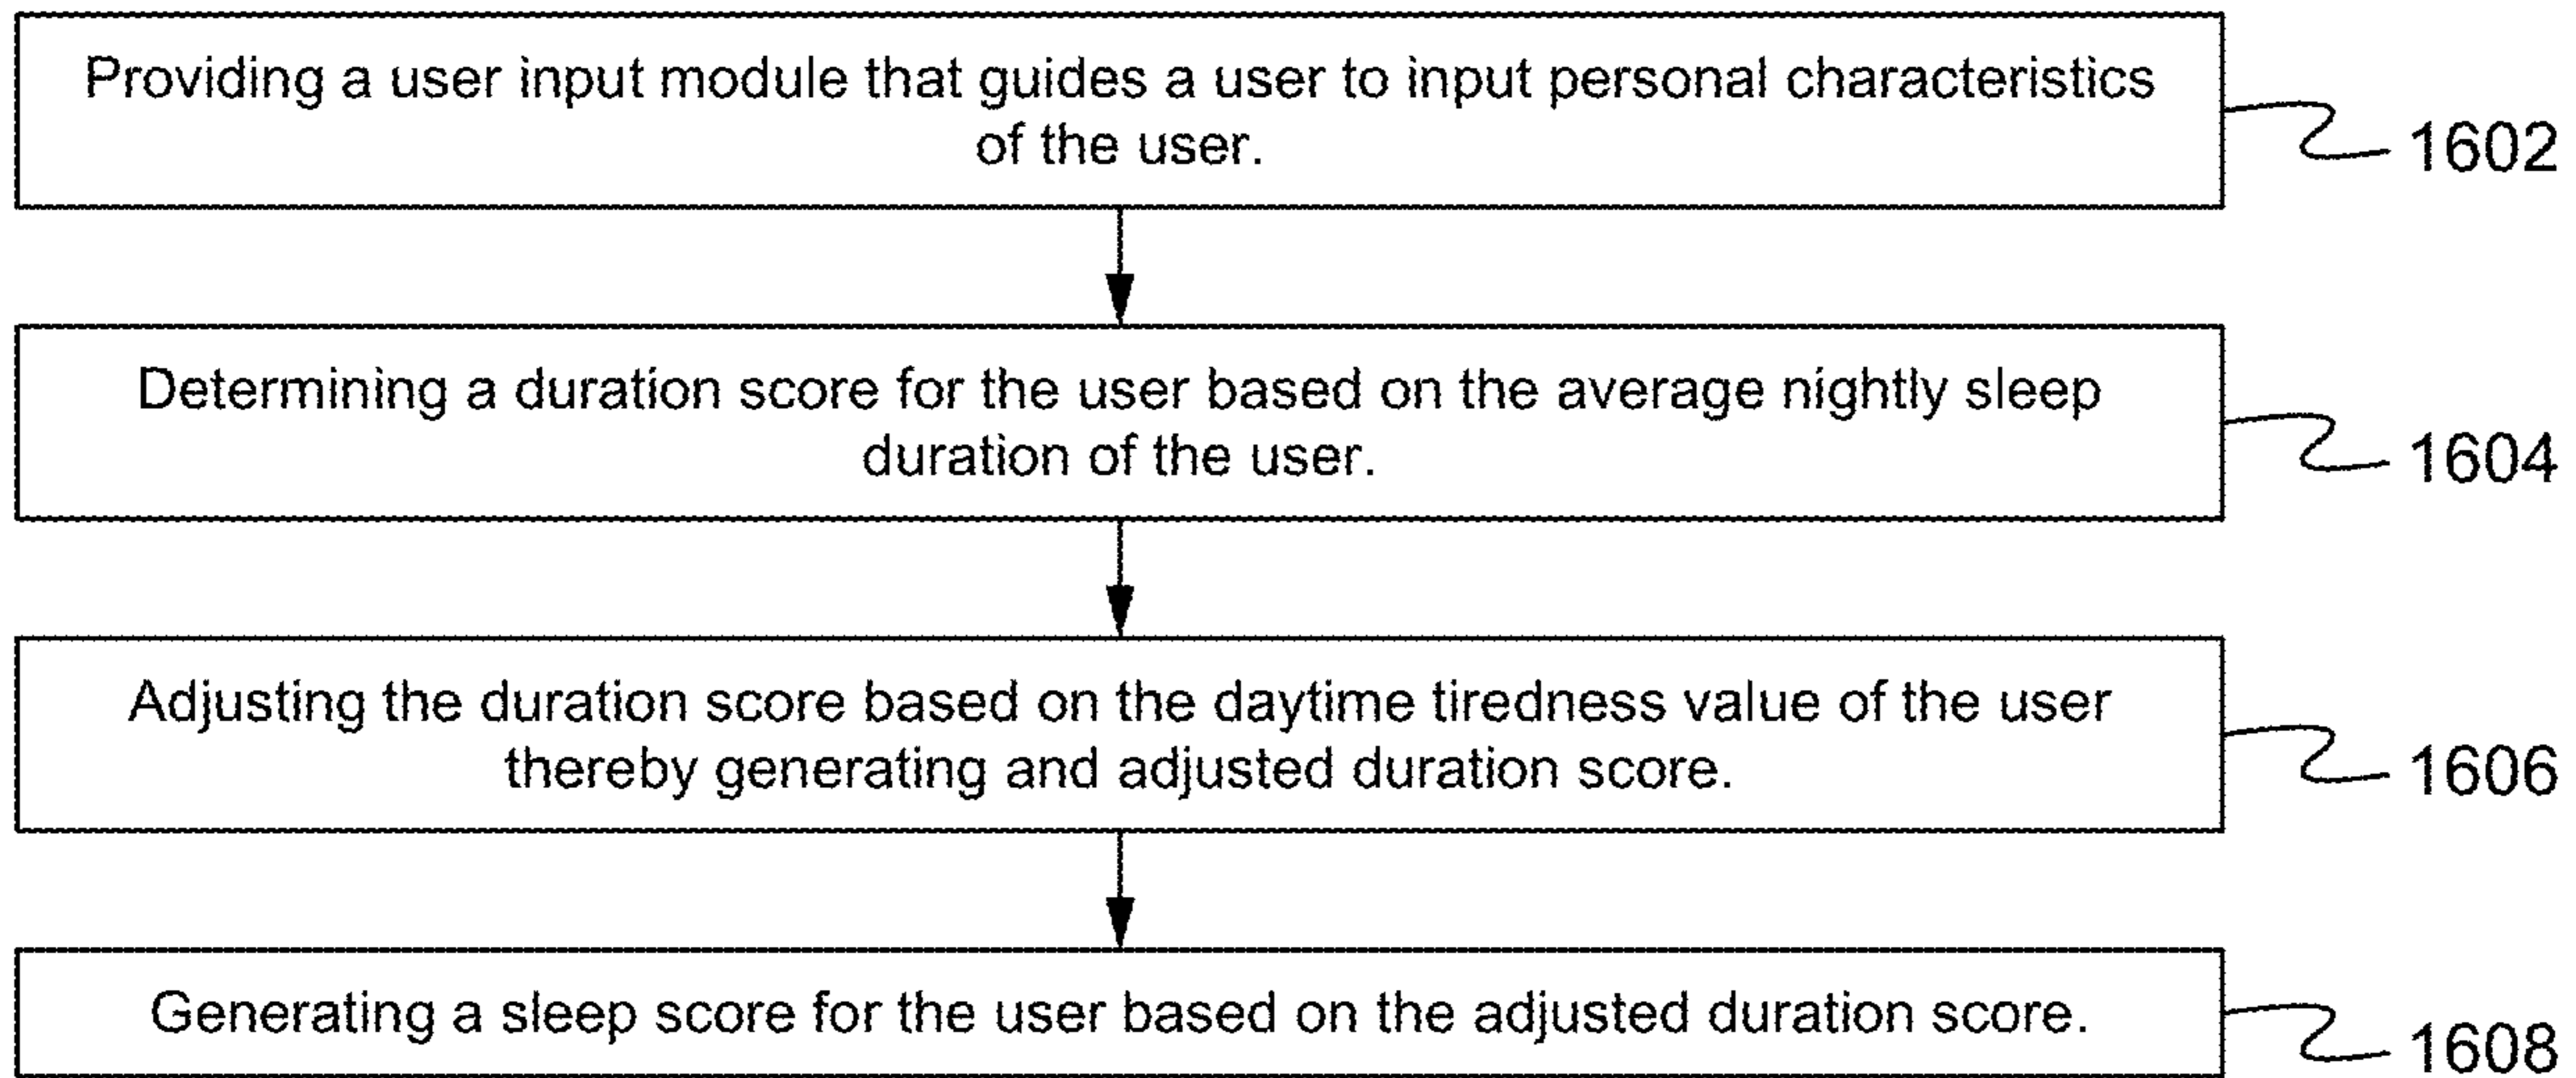 Providing a user input module that guides a user to input personal characteristics
of the user.
1602
Determining a duration score for the user based on the average nightly sleep
duration of the user.
1604
Adjusting the duration score based on the daytime tiredness value of the user
thereby generating and adjusted duration score.
1606
Generating a sleep score for the user based on the adjusted duration score.
1608